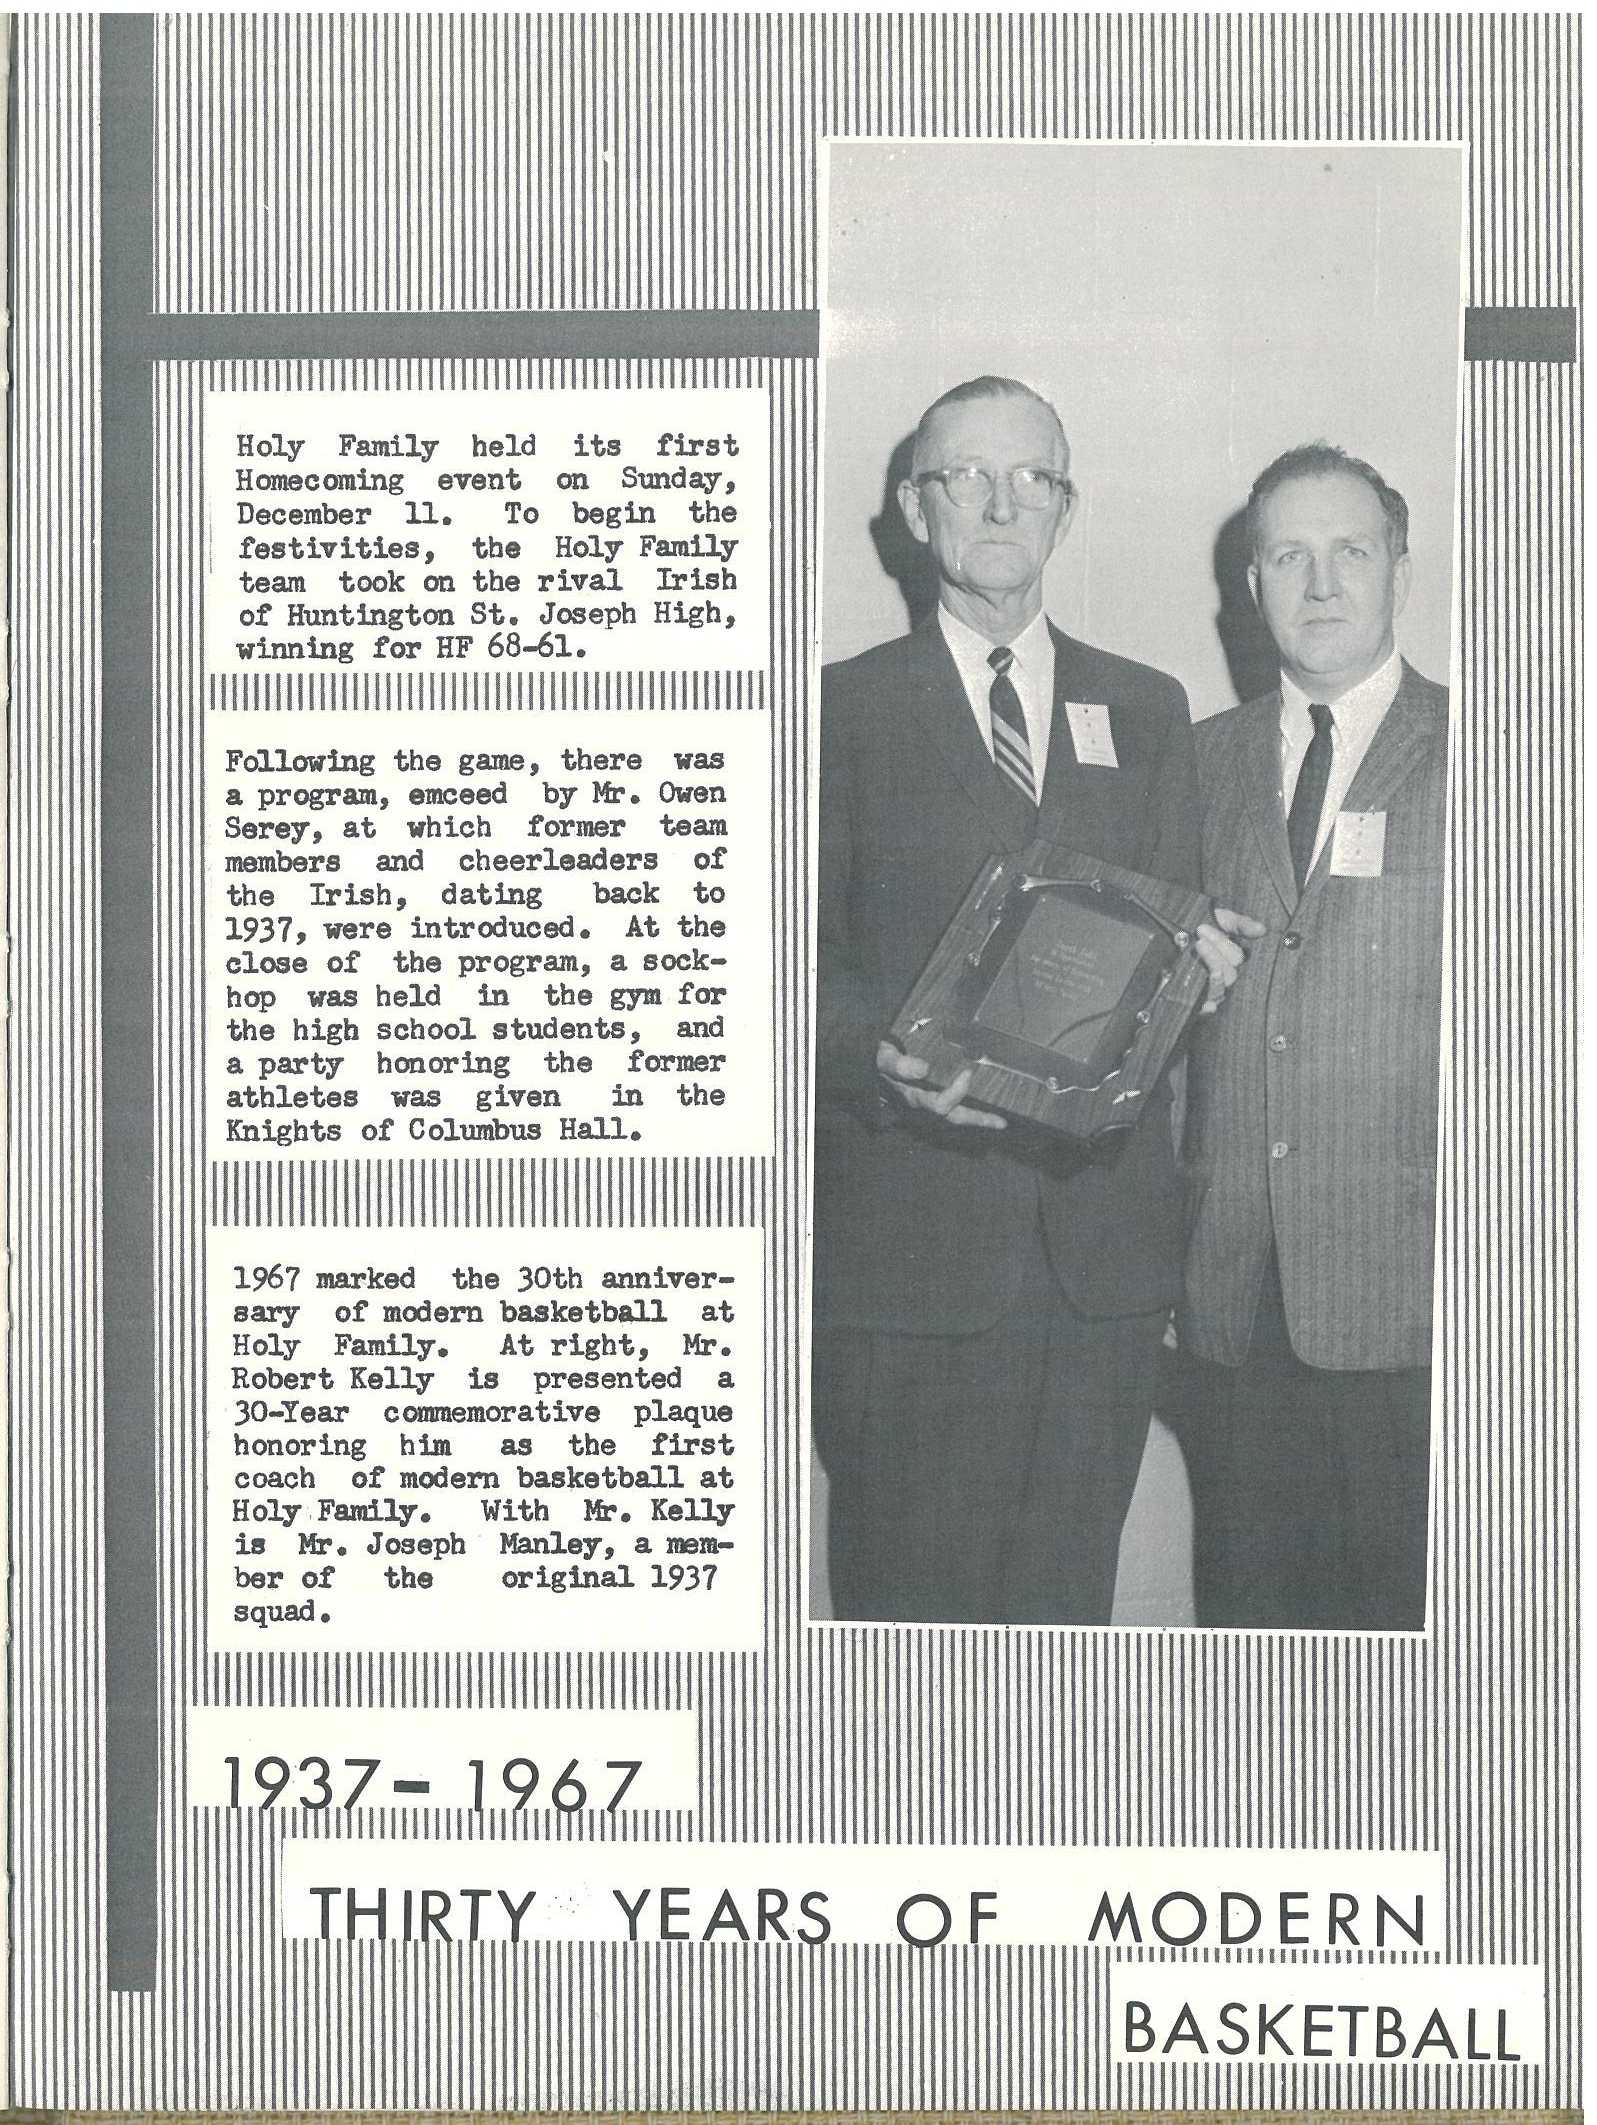 Holy Family held its first
Homecoming event on Sunday,
December 11. To begin the
festivities, the Holy Family
team took on the rival Irish
of Huntington St. Joseph High,
winning for HF 68-61.
Following the game, there was
a program, emceed by Mr. Owen
Serey, at which former team
members and cheerleaders of
the Irish, dating back to
1937, were introduced. At the
close of the program, a sock-
hop was held in the gym for
the high school students, and
a party honoring the former
athletes was given in the
Knights of Columbus Hall.
1967 marked the 30th anniver-
sary of modern basketball at
Holy Family. At right, Mr.
Robert Kelly is presented a
30-Year commemorative plaque
honoring him as the first
coach of modern basketball at
Holy Family. With Mr. Kelly
is Mr. Joseph Manley, a mem-
ber of the original 1937
squad.
1937-1967
THIRTY YEARS OF MODERN
BASKETBALL